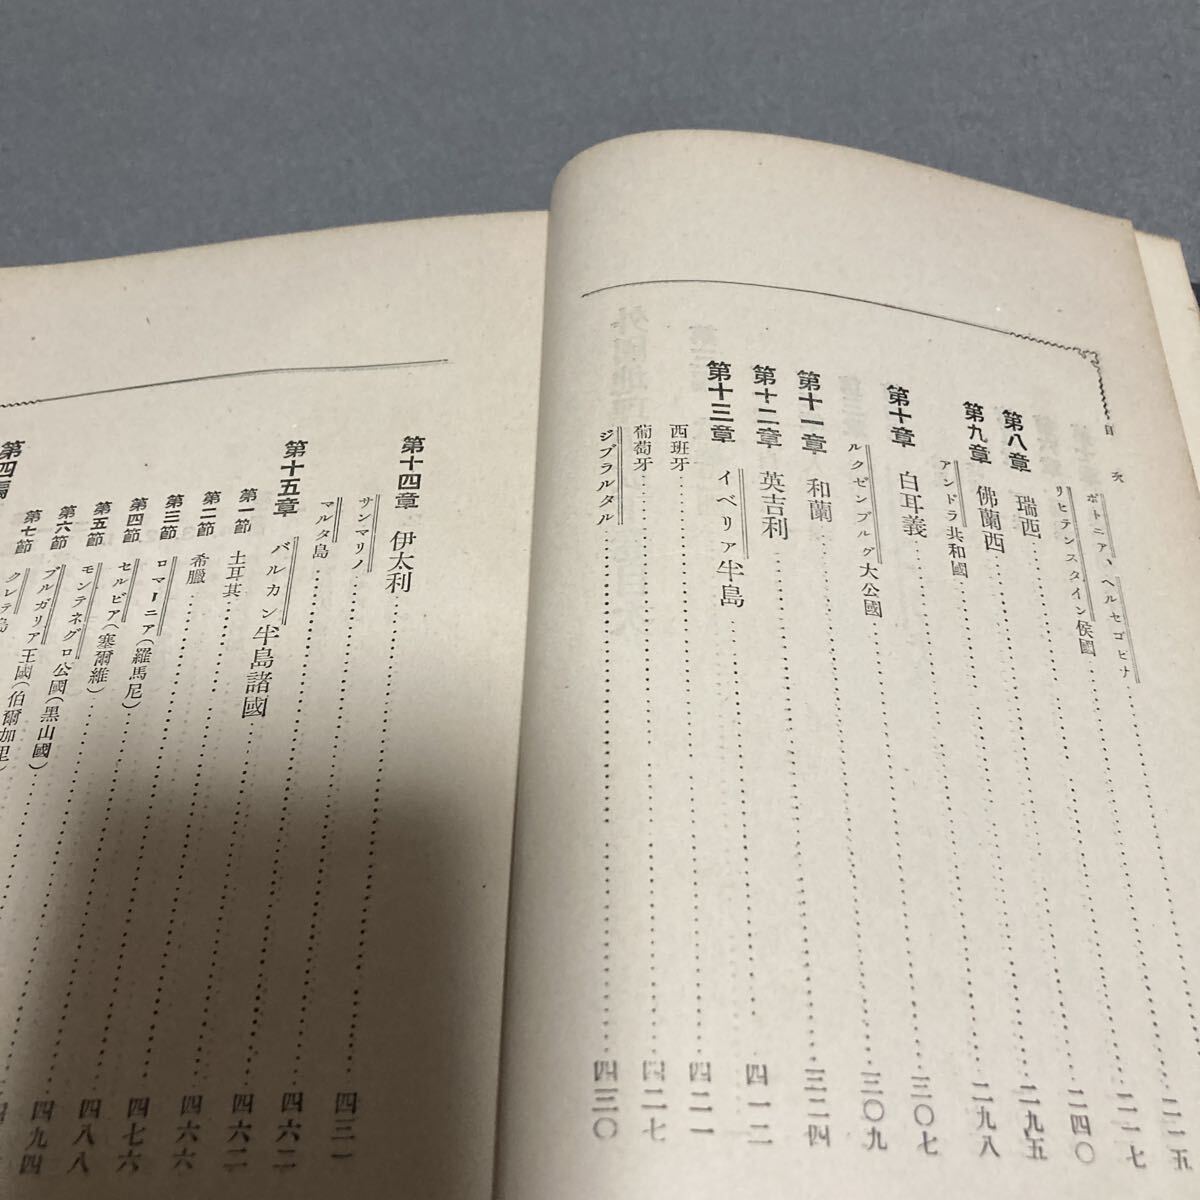 目次
ボトニア、ヘルセゴビナ
リヒテンスタイン侯國 二一五
第八章 瑞西 二二七
第九章 佛蘭西 二四〇
アンドラ共和國 二九五
第十章 白耳義 二九八
ルクゼンブルグ大公國 三〇七
第十一章 和蘭 三〇九
第十二章 英吉利 三二四
第十三章 イベリア半島 四一二
西班牙 四二一
葡萄牙 四二七
ジブラルタル 四三〇
第十四章 伊太利 四三一
サンマリノ 四六二
マルタ島 四六二
第十五章 バルカン半島諸國 四六六
第一節 土耳其 四七六
第二節 希臘 四八八
第三節 ロマーニア(羅馬尼) 四九四
第四節 セルビア(塞爾維)
第五節 モンテネグロ公國(黑山國)
第六節 ブルガリア王國(伯爾加里)
第七節 クレテ島
第四編